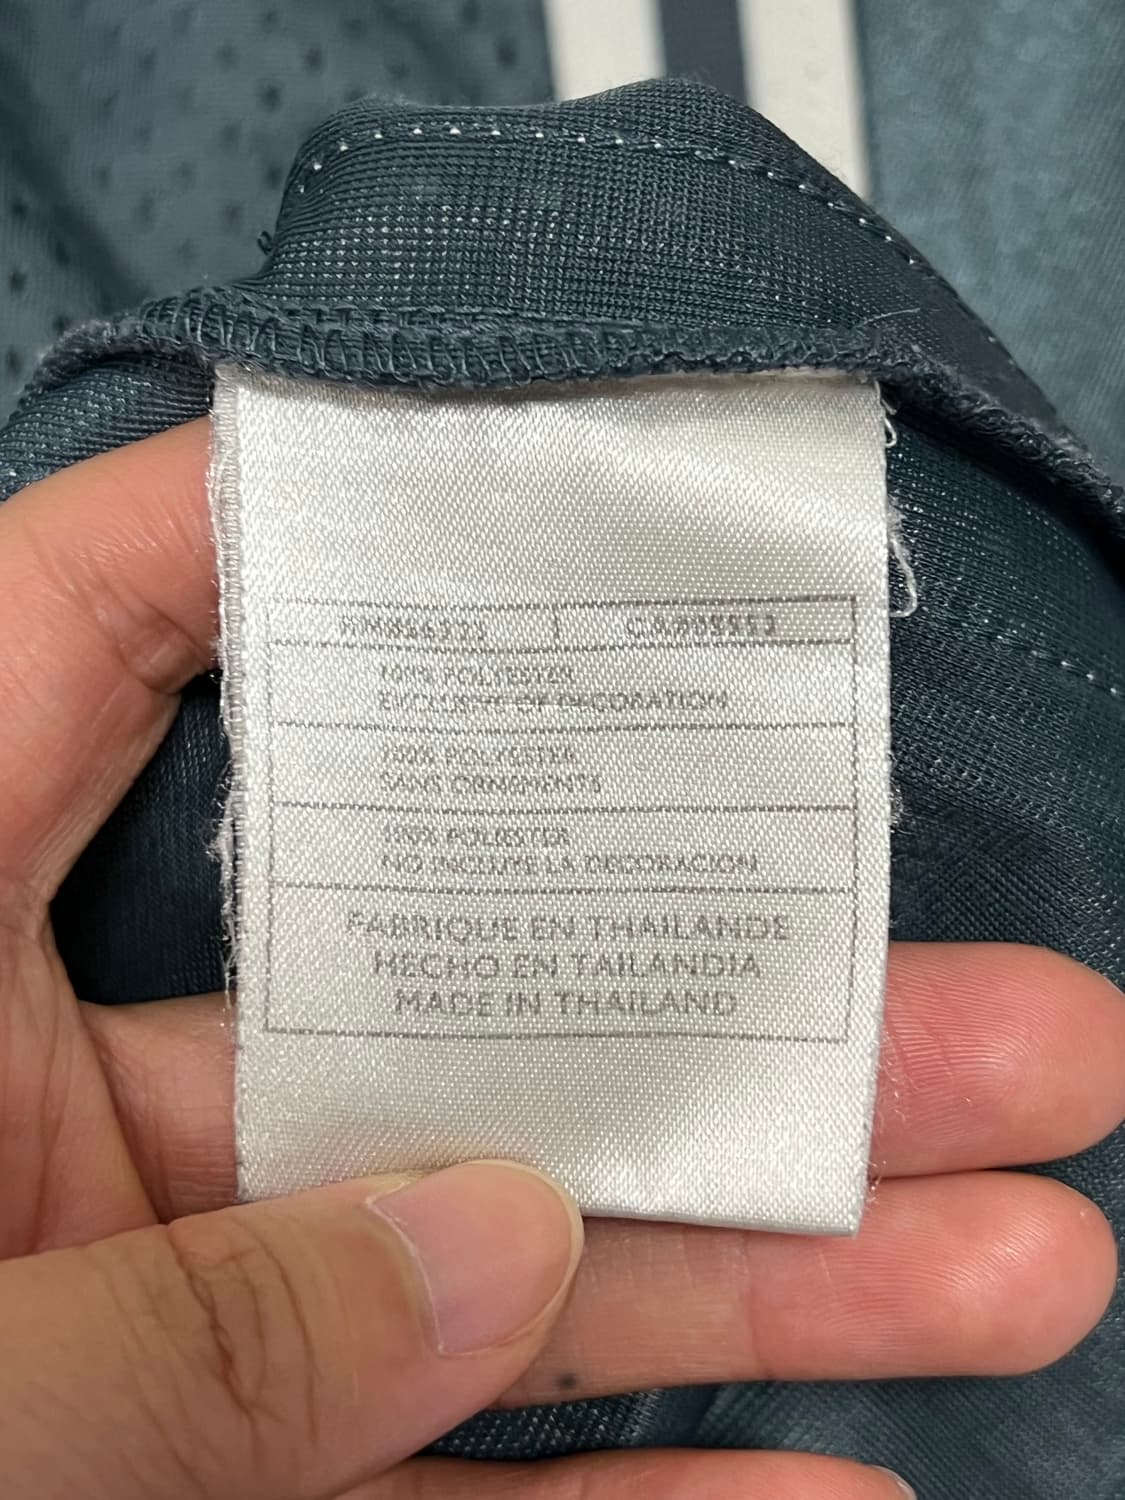 100% POLYESTER
EXCLUSIVE OF DECORATION
100% POLYESTER
SANS ORNEMENTS
100% POLIESTER
NO INCLUYE LA DECORACION
FABRIQUE EN THAILANDE
HECHO EN TAILANDIA
MADE IN THAILAND